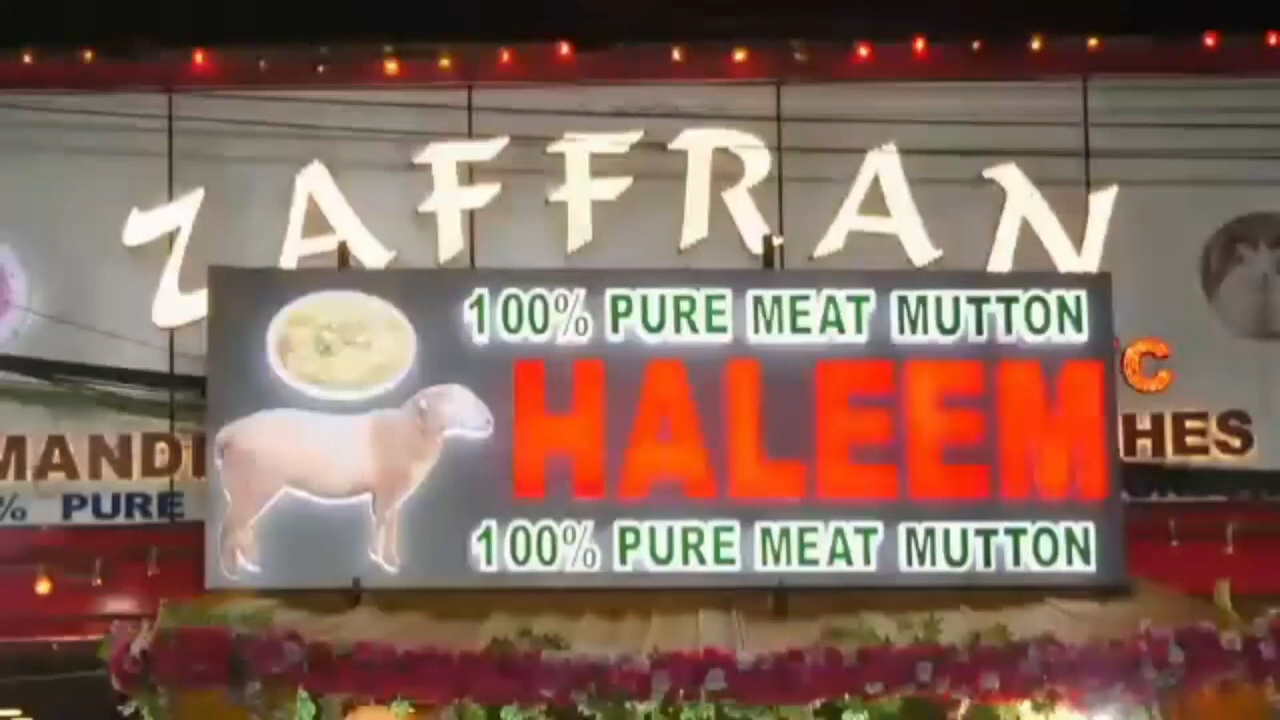 ZAFFRAN
100% PURE MEAT MUTTON
HALEEM
100% PURE MEAT MUTTON
C
MANDI
HES
% PURE